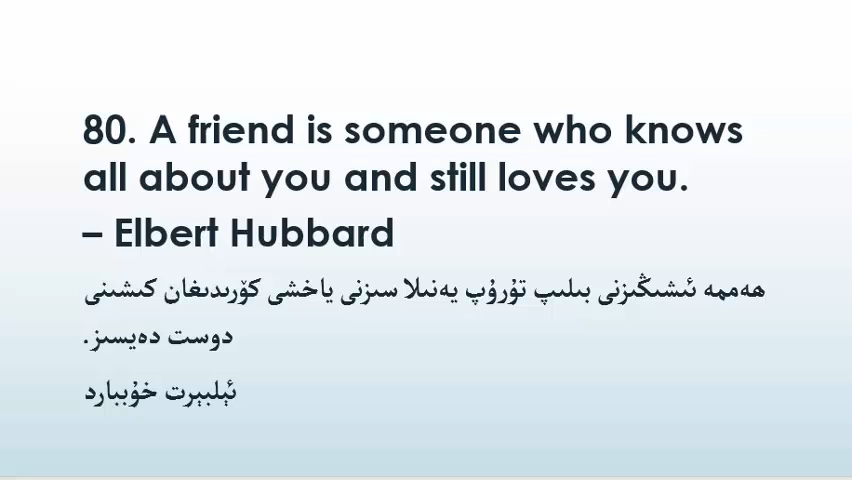 80. A friend is someone who knows
all about you and still loves you.
– Elbert Hubbard
ھەممە ئىشىڭىزنى بىلىپ تۇرۇپ يەنىلا سىزنى ياخشى كۆرىدىغان كىشىنى
دوست دەيسىز.
ئېلبېرت خۇببارد